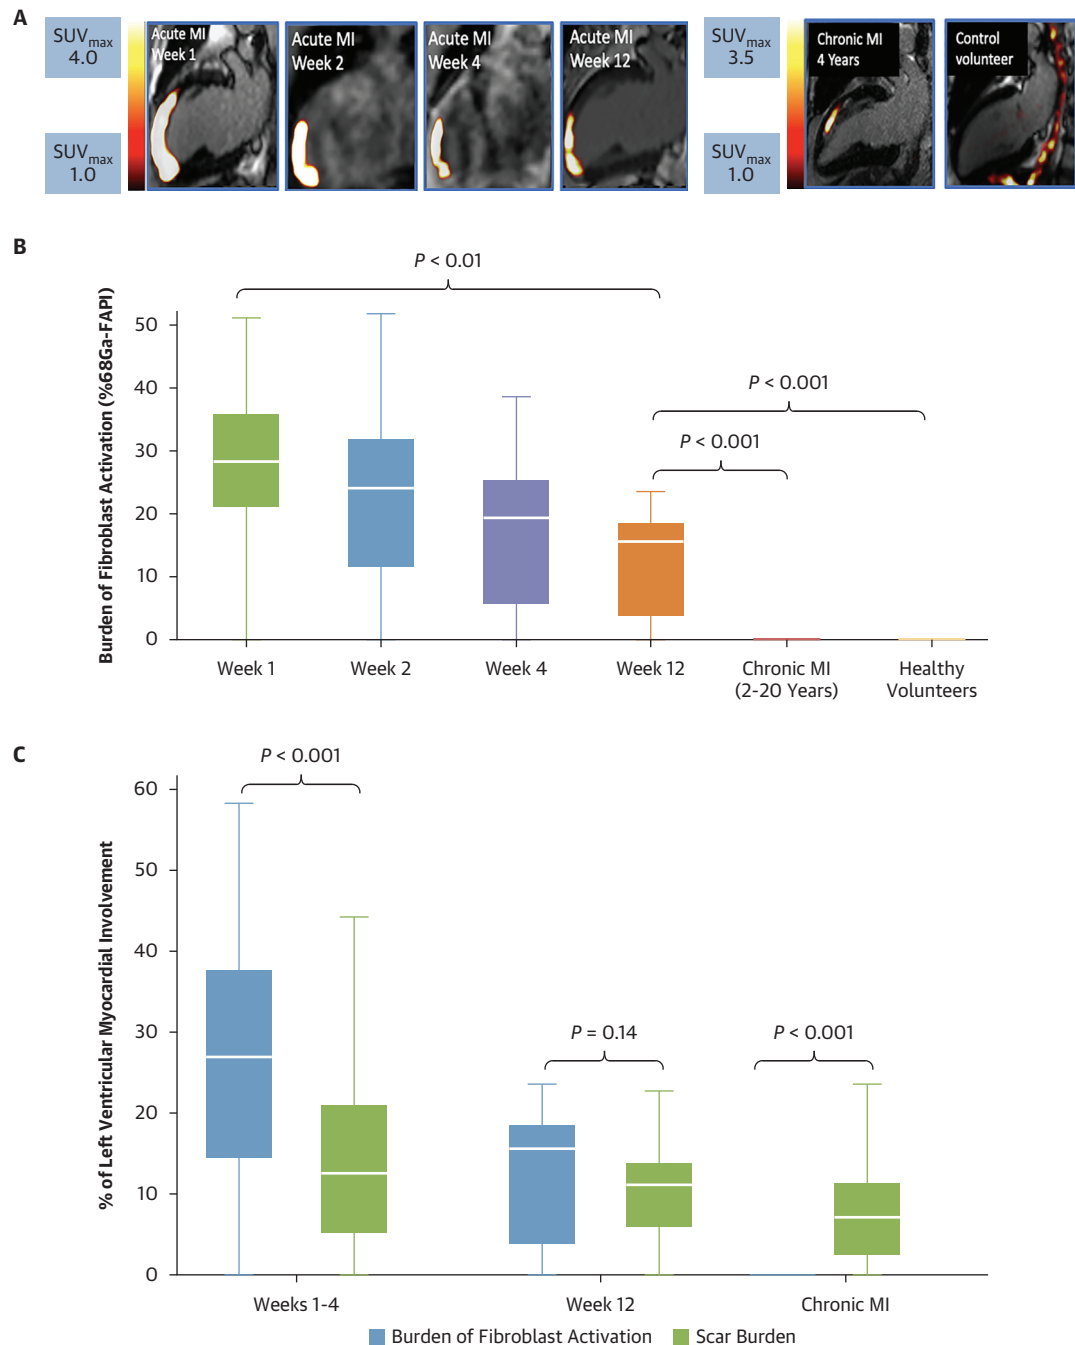 A
SUVmax
4.0
SUVmax
1.0
Acute MI
Week 1
Acute MI
Week 2
Acute MI
Week 4
Acute MI
Week 12
SUVmax
3.5
SUVmax
1.0
Chronic MI
4 Years
Control
volunteer
B
P < 0.01
P < 0.001
P < 0.001
Burden of Fibroblast Activation (%68Ga-FAPI)
50
40
30
20
10
0
Week 1
Week 2
Week 4
Week 12
Chronic MI
(2-20 Years)
Healthy
Volunteers
C
P < 0.001
P = 0.14
P < 0.001
% of Left Ventricular Myocardial Involvement
60
50
40
30
20
10
0
Weeks 1-4
Week 12
Chronic MI
Burden of Fibroblast Activation
Scar Burden